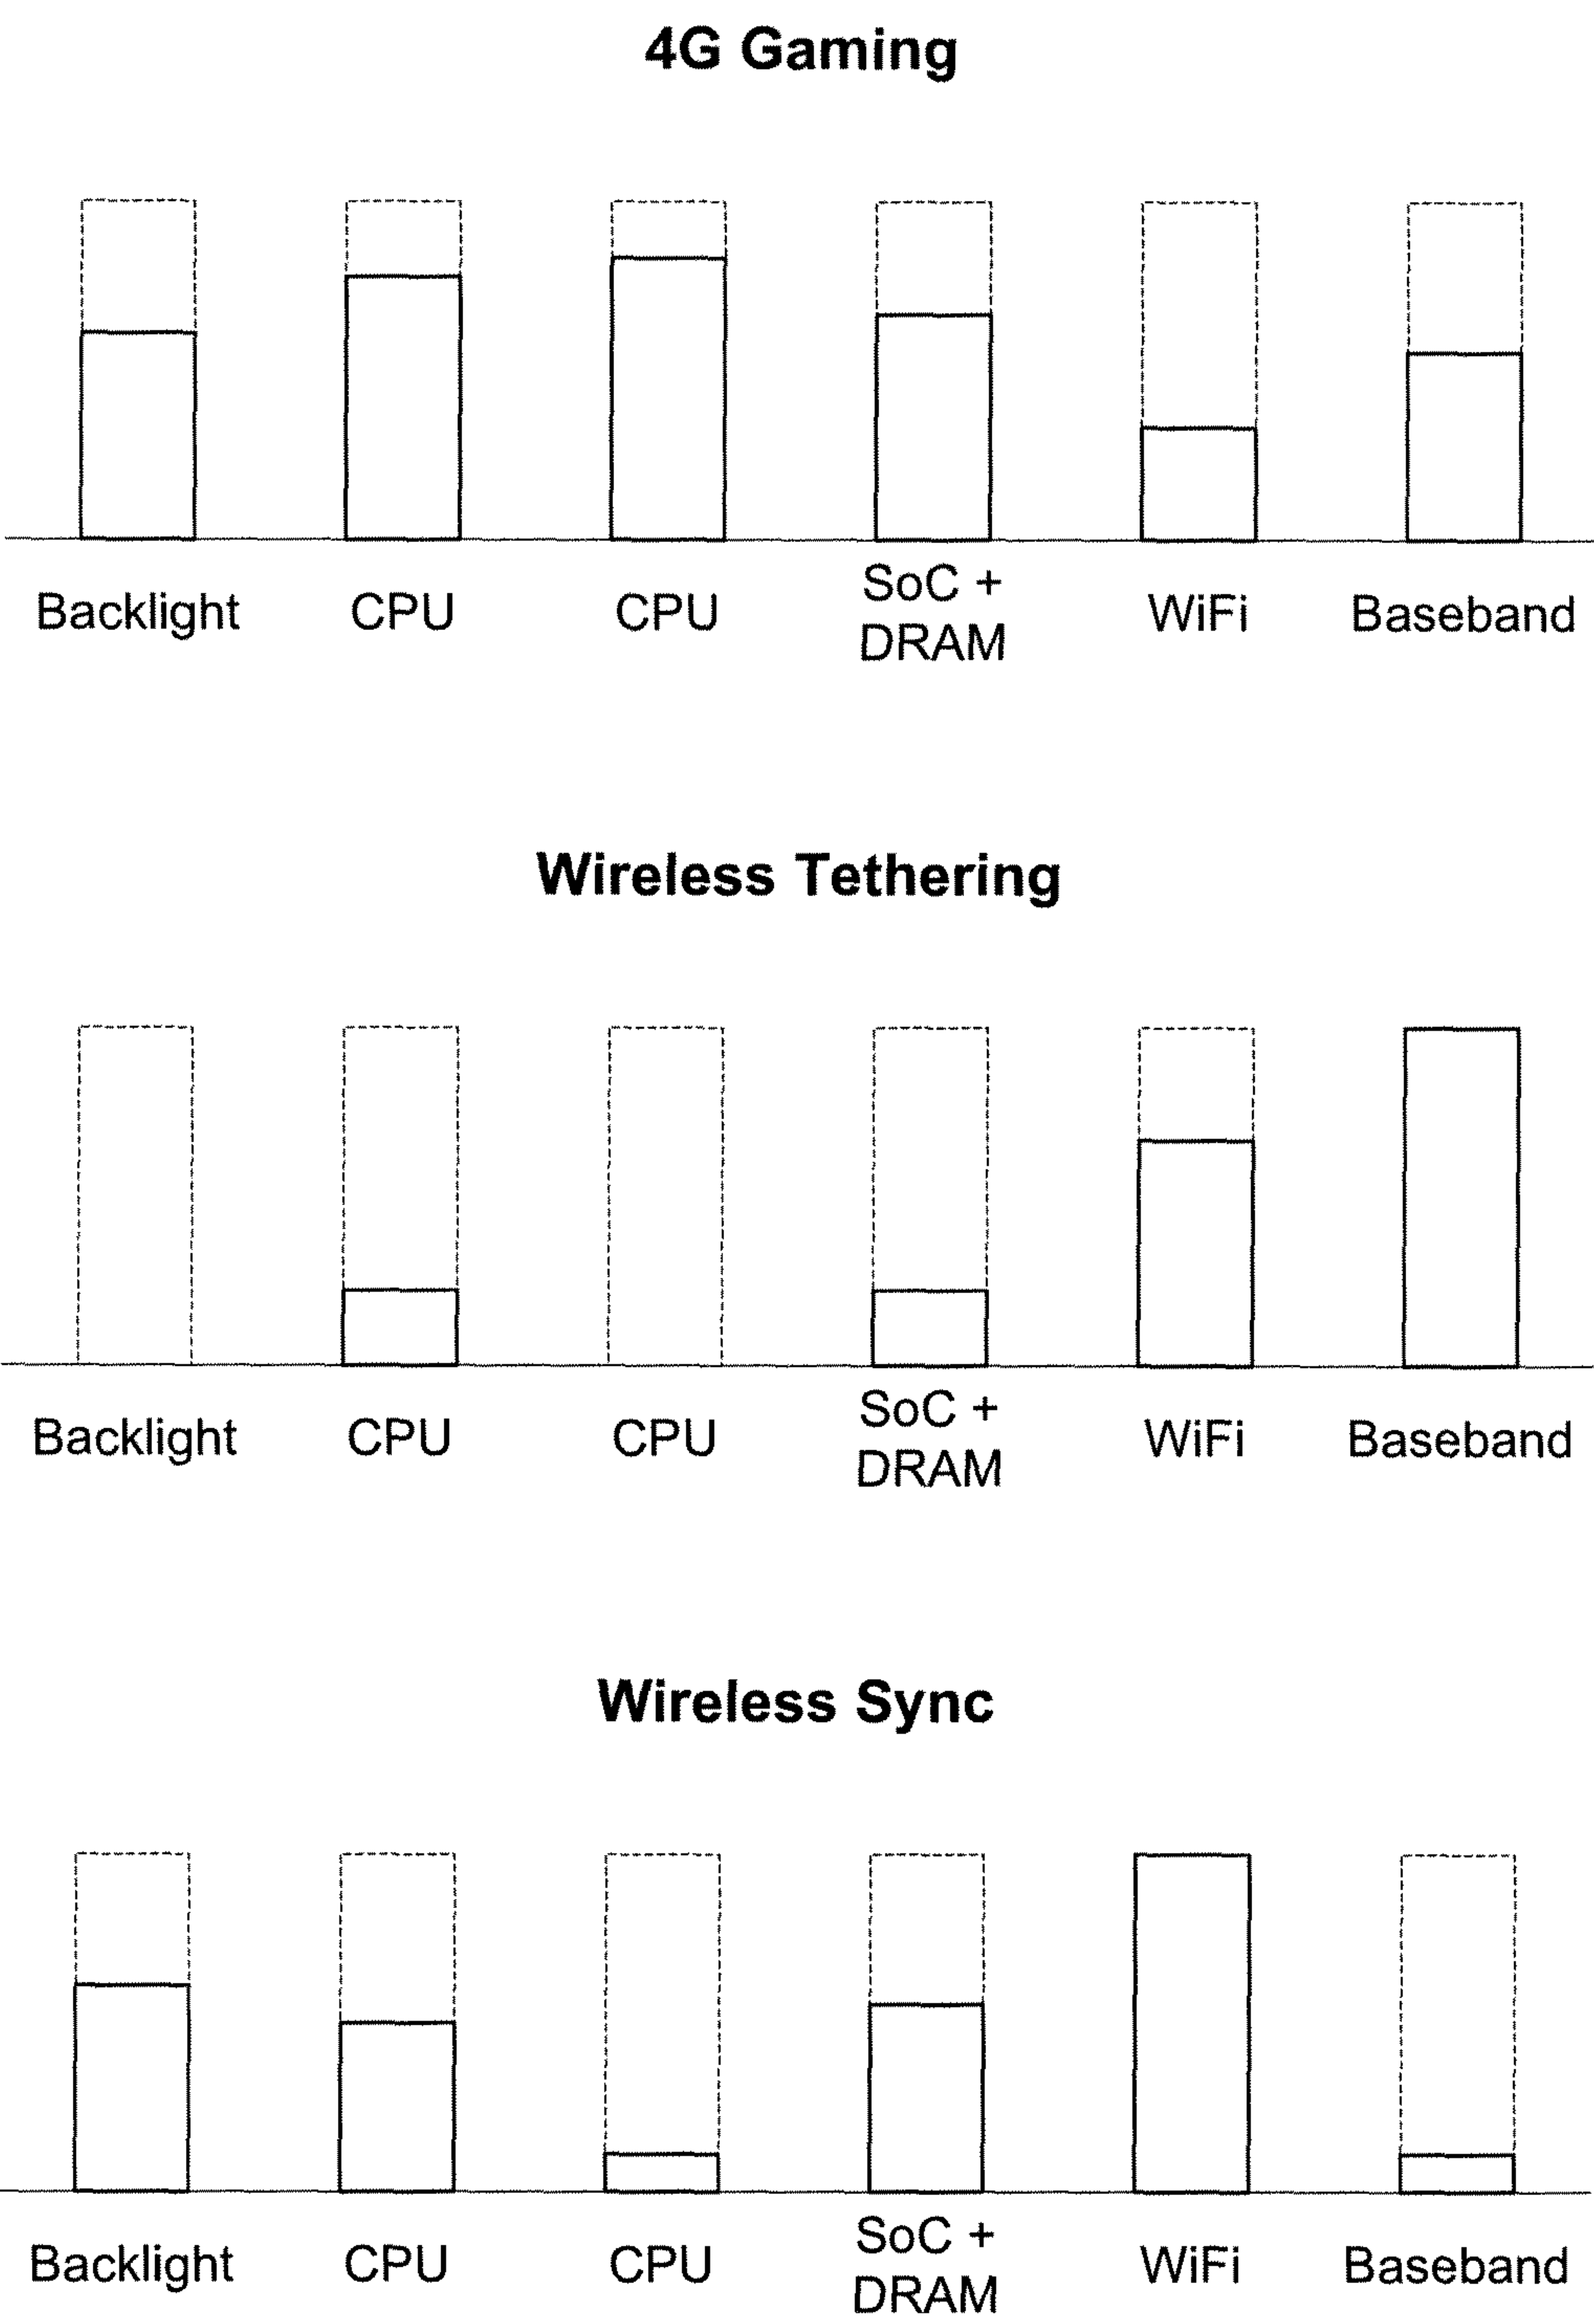 4G Gaming
Backlight CPU CPU SoC + DRAM WiFi Baseband
Wireless Tethering
Backlight CPU CPU SoC + DRAM WiFi Baseband
Wireless Sync
Backlight CPU CPU SoC + DRAM WiFi Baseband